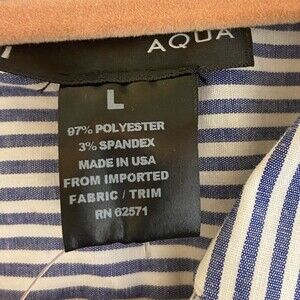 AQUA
L
97% POLYESTER
3% SPANDEX
MADE IN USA
FROM IMPORTED
FABRIC / TRIM
RN 62571